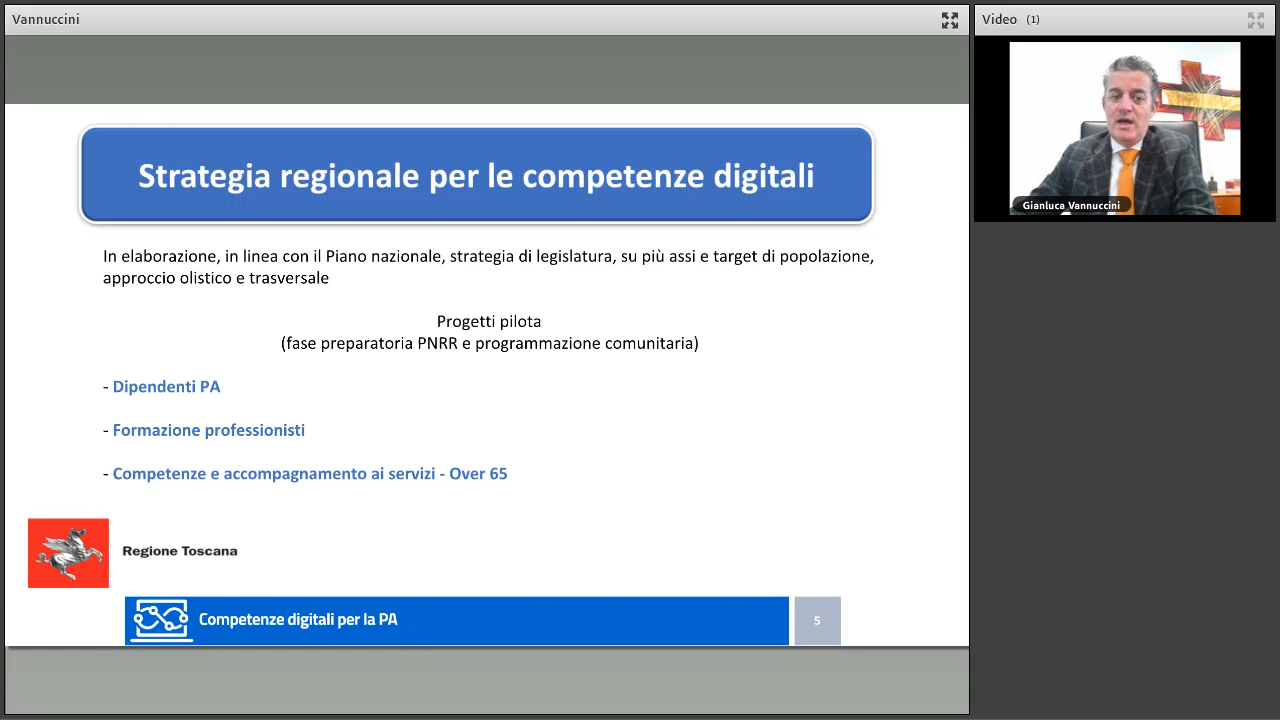 Vannuccini
Video (1)
Gianluca Vannuccini
Strategia regionale per le competenze digitali
In elaborazione, in linea con il Piano nazionale, strategia di legislatura, su più assi e target di popolazione,
approccio olistico e trasversale
Progetti pilota
(fase preparatoria PNRR e programmazione comunitaria)
- Dipendenti PA
- Formazione professionisti
- Competenze e accompagnamento ai servizi - Over 65
Regione Toscana
Competenze digitali per la PA
5